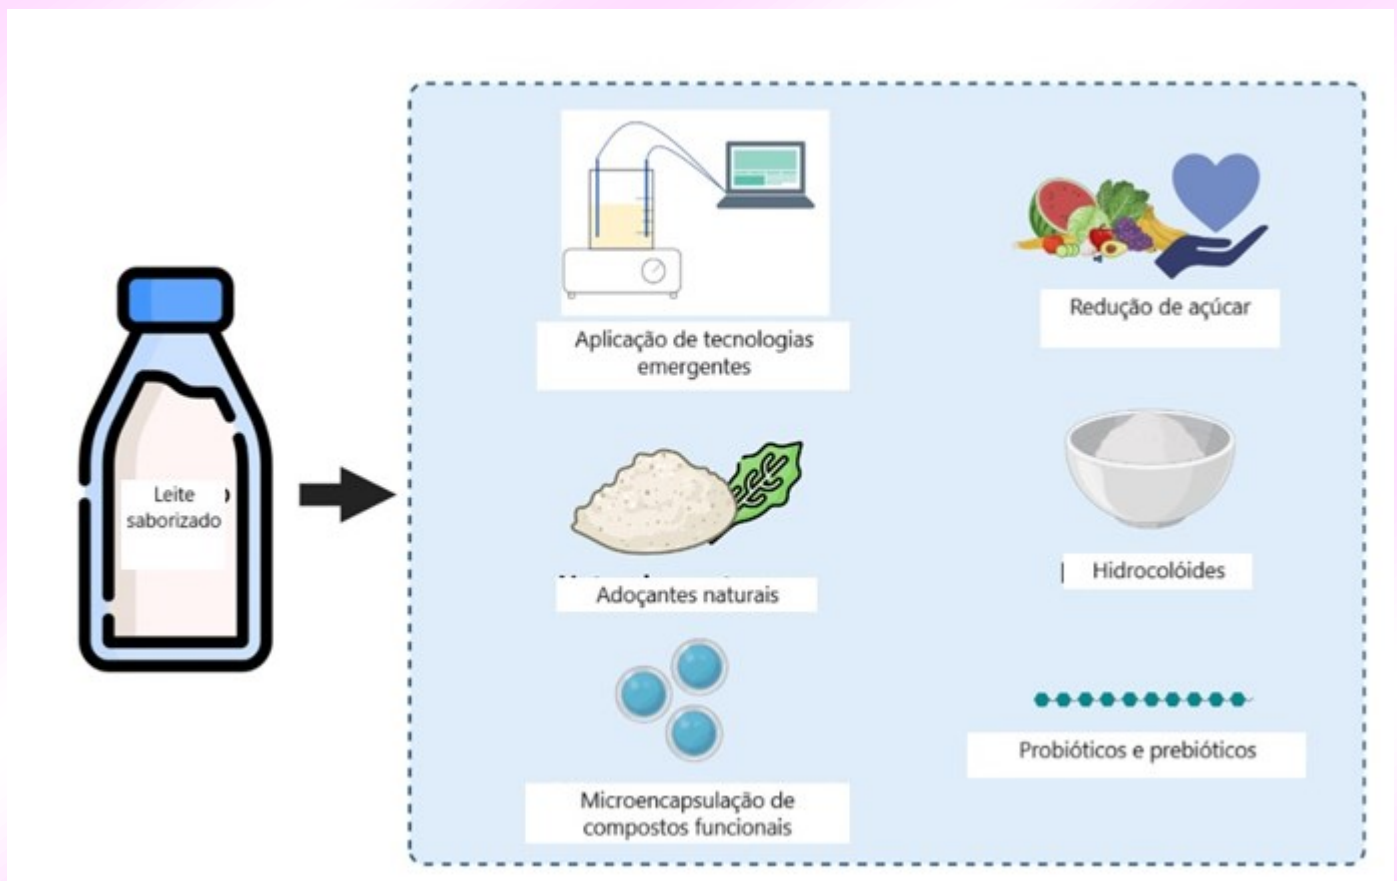 Leite
saborizado
Aplicação de tecnologias
emergentes
Redução de açúcar
Adoçantes naturais
Hidrocolóides
Microencapsulação de
compostos funcionais
Probióticos e prebióticos